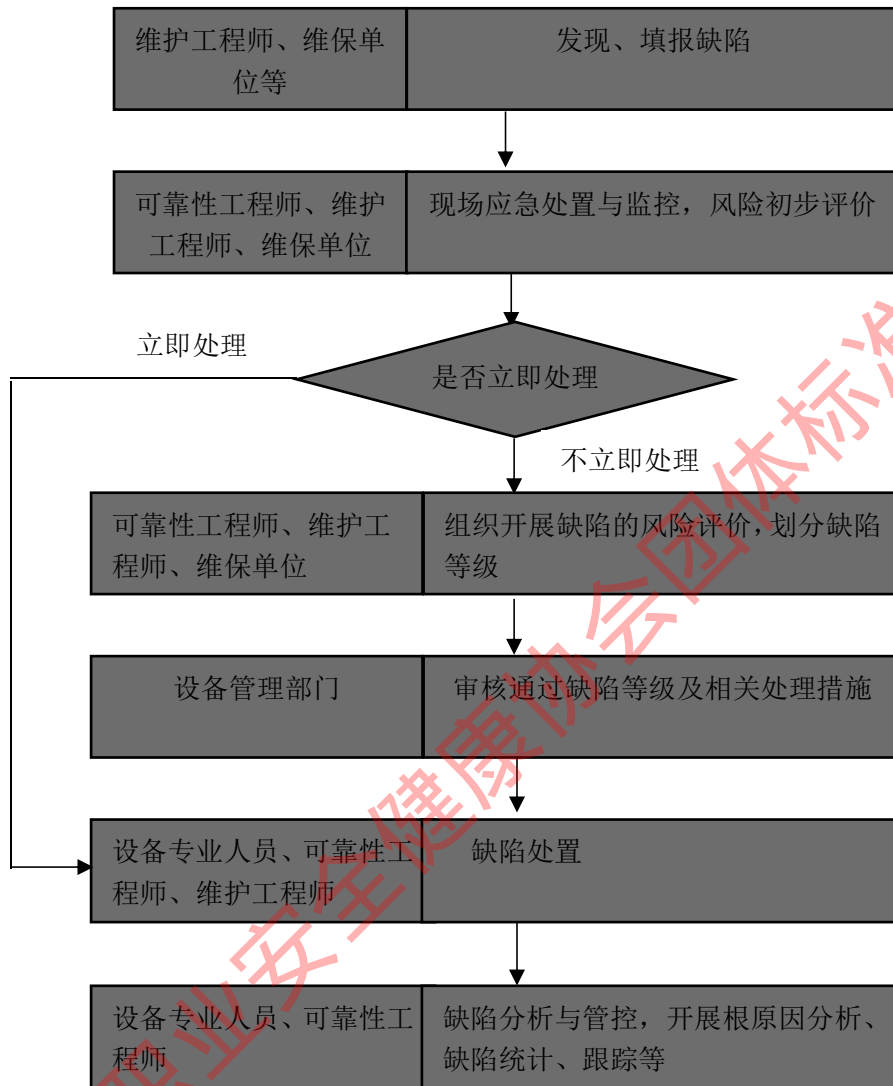 维护工程师、维保单
位等
发现、填报缺陷
可靠性工程师、维护
工程师、维保单位
现场应急处置与监控，风险初步评价
立即处理
是否立即处理
不立即处理
可靠性工程师、维护工
程师、维保单位
组织开展缺陷的风险评价，划分缺陷
等级
设备管理部门
审核通过缺陷等级及相关处理措施
设备专业人员、可靠性工
程师、维护工程师
缺陷处置
设备专业人员、可靠性工
程师
缺陷分析与管控，开展根原因分析、
缺陷统计、跟踪等
职业安全健康协会团体标准